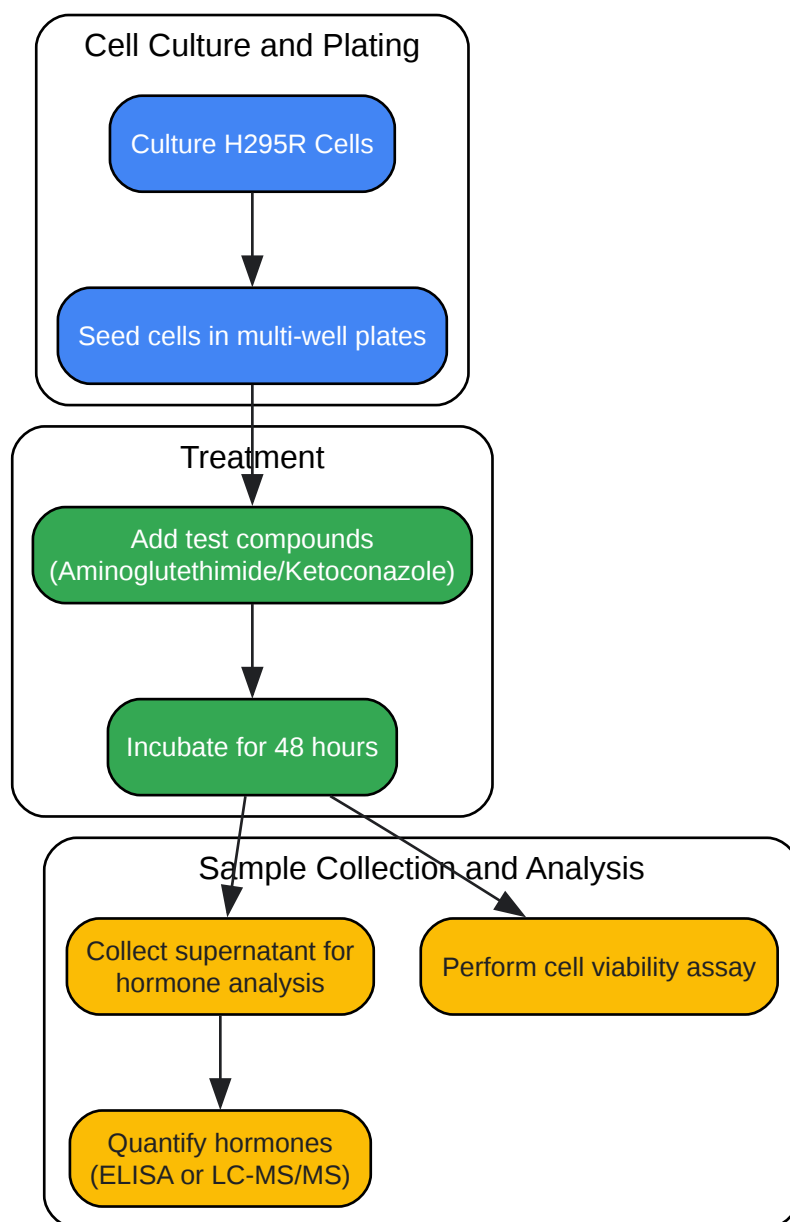 Cell Culture and Plating
Culture H295R Cells
Seed cells in multi-well plates
Treatment
Add test compounds
(Aminoglutethimide/Ketoconazole)
Incubate for 48 hours
Sample Collection and Analysis
Collect supernatant for
hormone analysis
Perform cell viability assay
Quantify hormones
(ELISA or LC-MS/MS)